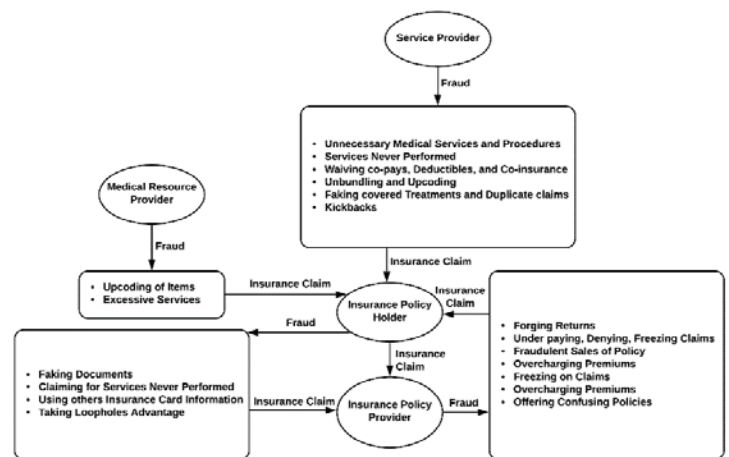 Service Provider
Fraud
Unnecessary Medical Services and Procedures
Services Never Performed
Waiving co-pays, Deductibles, and Co-insurance
Unbundling and Upcoding
Faking covered Treatments and Duplicate claims
Kickbacks
Medical Resource
Provider
Fraud
Upcoding of Items
Excessive Services
Insurance Claim
Insurance Claim
Insurance Policy
Holder
Insurance
Claim
Fraud
Insurance
Claim
Forging Returns
Under paying, Denying, Freezing Claims
Fraudulent Sales of Policy
Overcharging Premiums
Freezing on Claims
Overcharging Premiums
Offering Confusing Policies
Faking Documents
Claiming for Services Never Performed
Using others Insurance Card Information
Taking Loopholes Advantage
Insurance Claim
Insurance Policy
Provider
Fraud